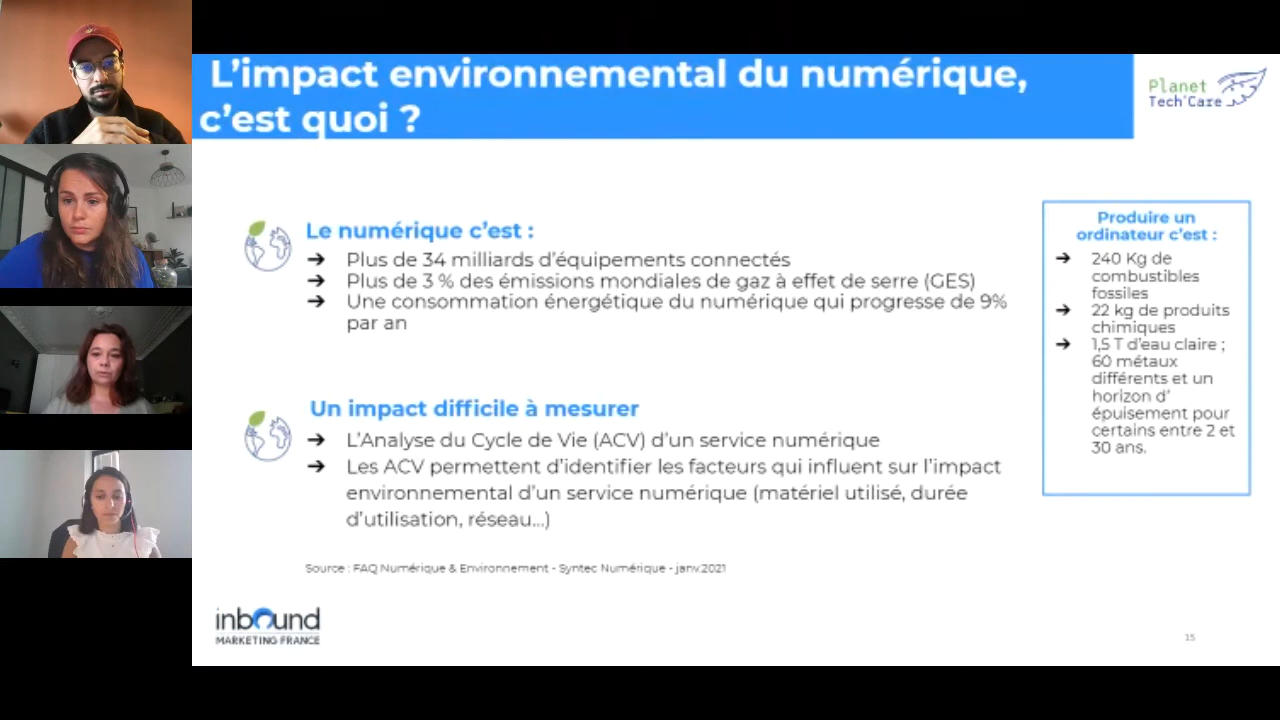 L'impact environnemental du numérique,
c'est quoi ?
Planet
Tech'Care
Le numérique c'est :
➔ Plus de 34 milliards d'équipements connectés
➔ Plus de 3 % des émissions mondiales de gaz à effet de serre (GES)
➔ Une consommation énergétique du numérique qui progresse de 9%
par an
Un impact difficile à mesurer
➔ L'Analyse du Cycle de Vie (ACV) d'un service numérique
➔ Les ACV permettent d'identifier les facteurs qui influent sur l'impact
environnemental d'un service numérique (matériel utilisé, durée
d'utilisation, réseau...)
Source : FAQ Numérique & Environnement - Syntec Numérique - janv.2021
Produire un
ordinateur c'est :
➔ 240 Kg de
combustibles
fossiles
➔ 22 kg de produits
chimiques
➔ 1,5 T d'eau claire ;
60 métaux
différents et un
horizon d'
épuisement pour
certains entre 2 et
30 ans.
inbound
MARKETING FRANCE
15